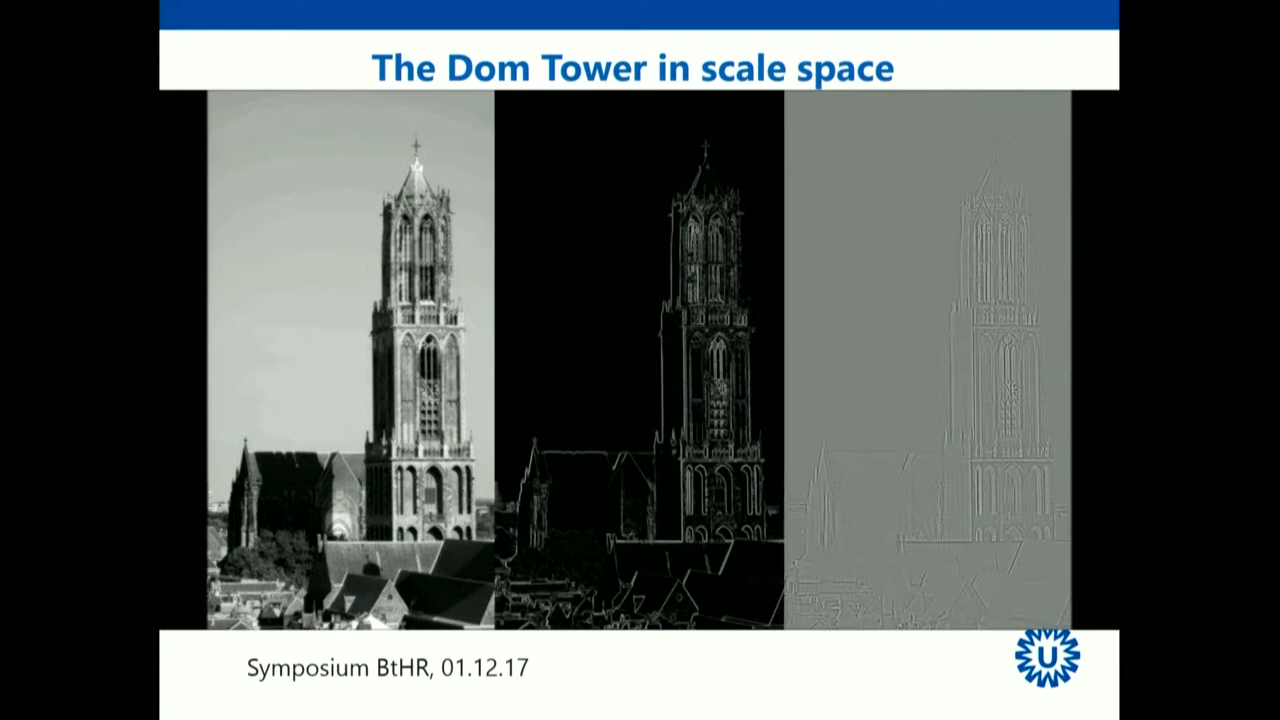 The Dom Tower in scale space
Symposium BtHR, 01.12.17
U